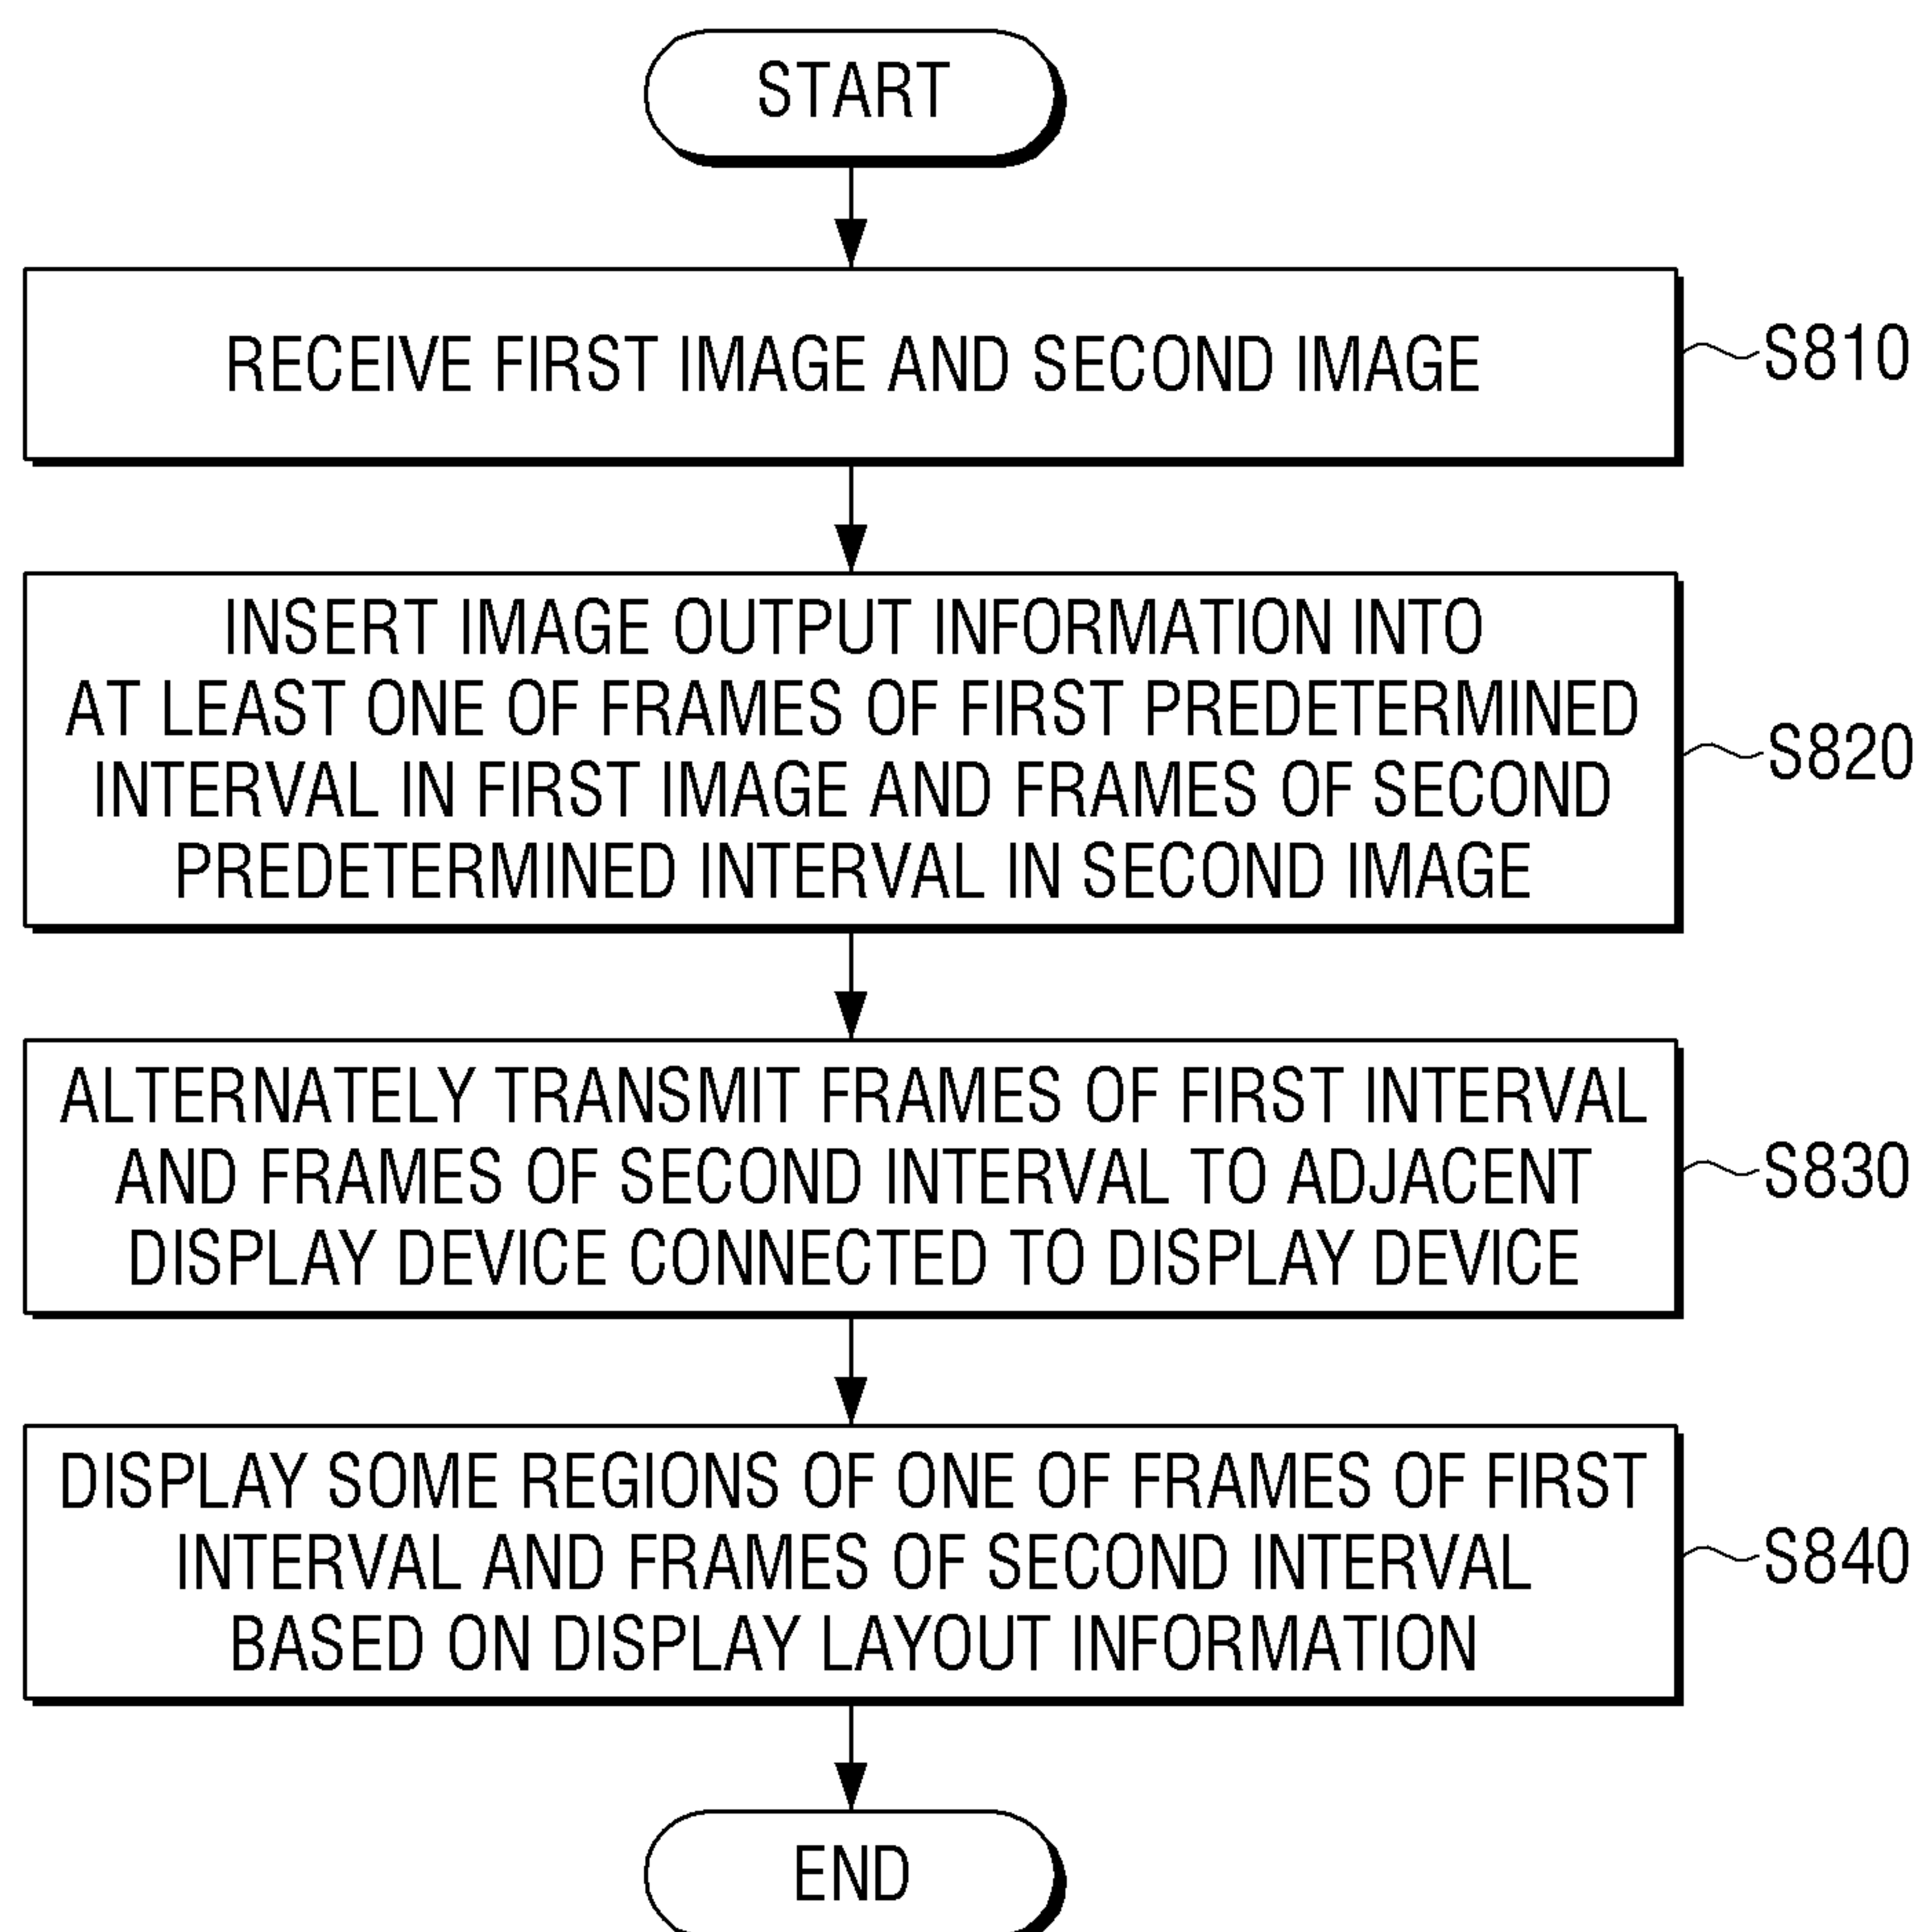 START
RECEIVE FIRST IMAGE AND SECOND IMAGE
S810
INSERT IMAGE OUTPUT INFORMATION INTO
AT LEAST ONE OF FRAMES OF FIRST PREDETERMINED
INTERVAL IN FIRST IMAGE AND FRAMES OF SECOND
PREDETERMINED INTERVAL IN SECOND IMAGE
S820
ALTERNATELY TRANSMIT FRAMES OF FIRST INTERVAL
AND FRAMES OF SECOND INTERVAL TO ADJACENT
DISPLAY DEVICE CONNECTED TO DISPLAY DEVICE
S830
DISPLAY SOME REGIONS OF ONE OF FRAMES OF FIRST
INTERVAL AND FRAMES OF SECOND INTERVAL
BASED ON DISPLAY LAYOUT INFORMATION
S840
END